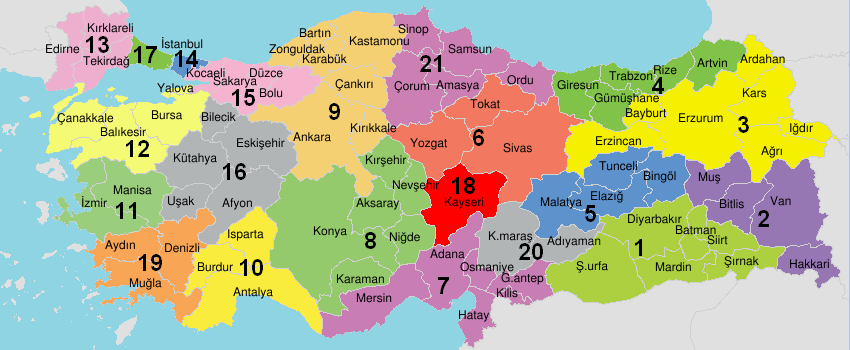 Kırklareli
Edirne
13
Tekirdağ
17
İstanbul
14
Kocaeli
Sakarya
Düzce
Bolu
15
Yalova
Bartın
Zonguldak
Karabük
Kastamonu
Çankırı
9
Ankara
Kırıkkale
Sinop
Samsun
21
Çorum
Amasya
Ordu
Tokat
6
Yozgat
Sivas
Giresun
Trabzon
Rize
4
Artvin
Gümüşhane
Bayburt
Ardahan
Kars
Erzurum
3
Iğdır
Ağrı
Erzincan
Çanakkale
Bursa
Balıkesir
12
Bilecik
Eskişehir
Kütahya
16
Uşak
Afyon
Manisa
İzmir
11
Aydın
Denizli
19
Muğla
Isparta
Burdur
10
Antalya
Kırşehir
Nevşehir
Aksaray
Konya
8
Niğde
Karaman
18
Kayseri
Tunceli
Bingöl
Elazığ
Malatya
5
Muş
Bitlis
Van
2
Hakkari
Diyarbakır
Batman
Siirt
1
Şırnak
Mardin
Ş.urfa
K.maraş
Adıyaman
20
Adana
Osmaniye
G.antep
Kilis
7
Mersin
Hatay